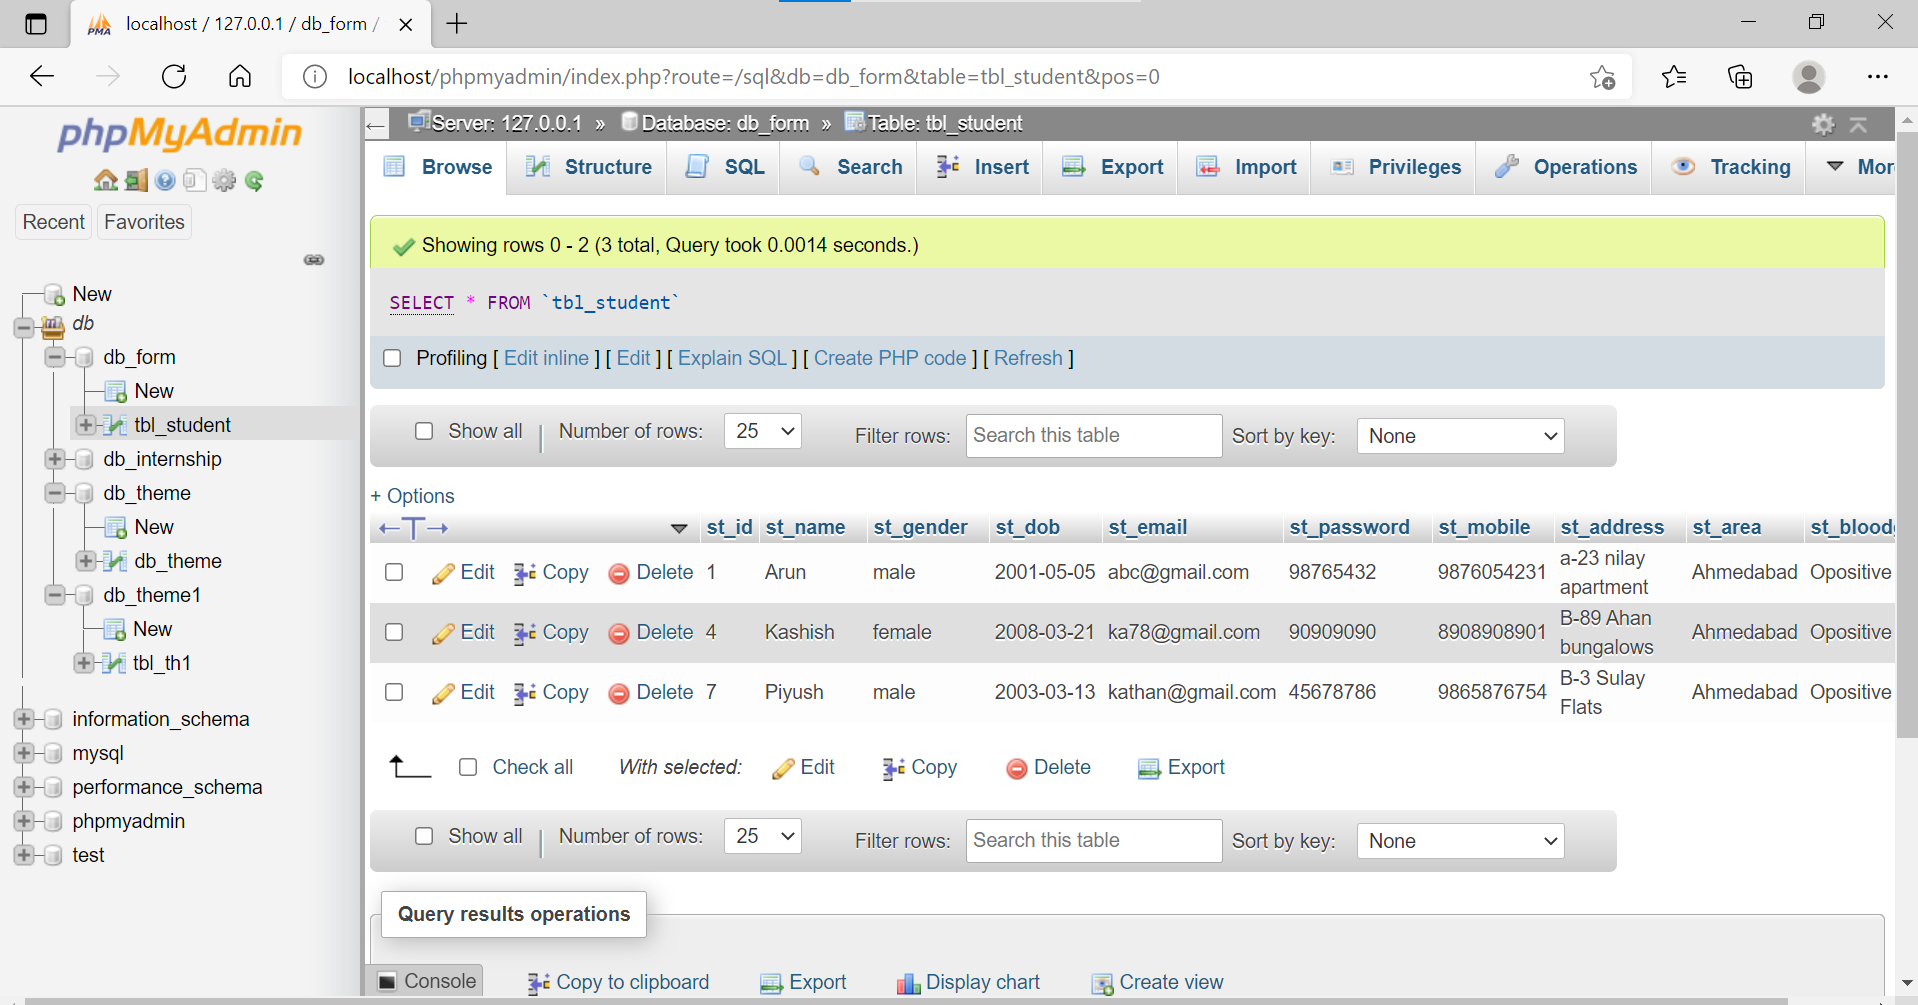 localhost / 127.0.0.1 / db_form /
localhost/phpmyadmin/index.php?route=/sql&db=db_form&table=tbl_student&pos=0
phpMyAdmin
Recent Favorites
New
db
db_form
New
tbl_student
db_internship
db_theme
New
db_theme
db_theme1
New
tbl_th1
information_schema
mysql
performance_schema
phpmyadmin
test
Server: 127.0.0.1 » Database: db_form » Table: tbl_student
Browse Structure SQL Search Insert Export Import Privileges Operations Tracking Mor
Showing rows 0 - 2 (3 total, Query took 0.0014 seconds.)
SELECT * FROM `tbl_student`
Profiling [ Edit inline ] [ Edit ] [ Explain SQL ] [ Create PHP code ] [ Refresh ]
Show all Number of rows: 25 Filter rows: Search this table Sort by key: None
+ Options
←T→ st_id st_name st_gender st_dob st_email st_password st_mobile st_address st_area st_blood
Edit Copy Delete 1 Arun male 2001-05-05 abc@gmail.com 98765432 9876054231 a-23 nilay apartment Ahmedabad Opositive
Edit Copy Delete 4 Kashish female 2008-03-21 ka78@gmail.com 90909090 8908908901 B-89 Ahan bungalows Ahmedabad Opositive
Edit Copy Delete 7 Piyush male 2003-03-13 kathan@gmail.com 45678786 9865876754 B-3 Sulay Flats Ahmedabad Opositive
Check all With selected: Edit Copy Delete Export
Show all Number of rows: 25 Filter rows: Search this table Sort by key: None
Query results operations
Console Copy to clipboard Export Display chart Create view